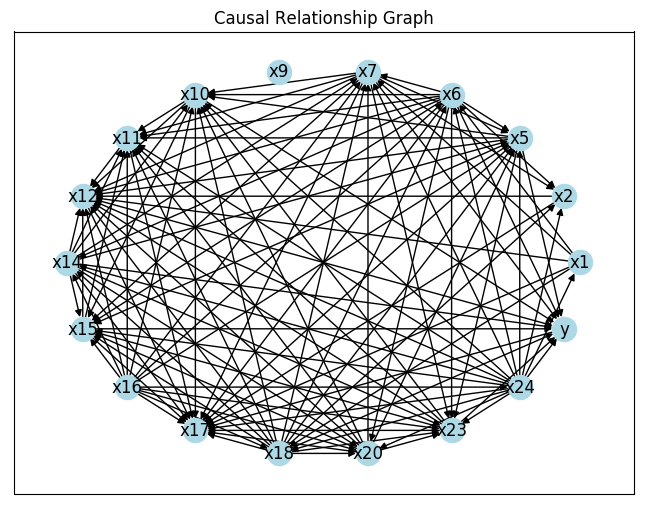 Causal Relationship Graph
x9 x7
x10 x6
x11 x5
x12 x2
x14 x1
x15 y
x16 x24
x17 x23
x18 x20